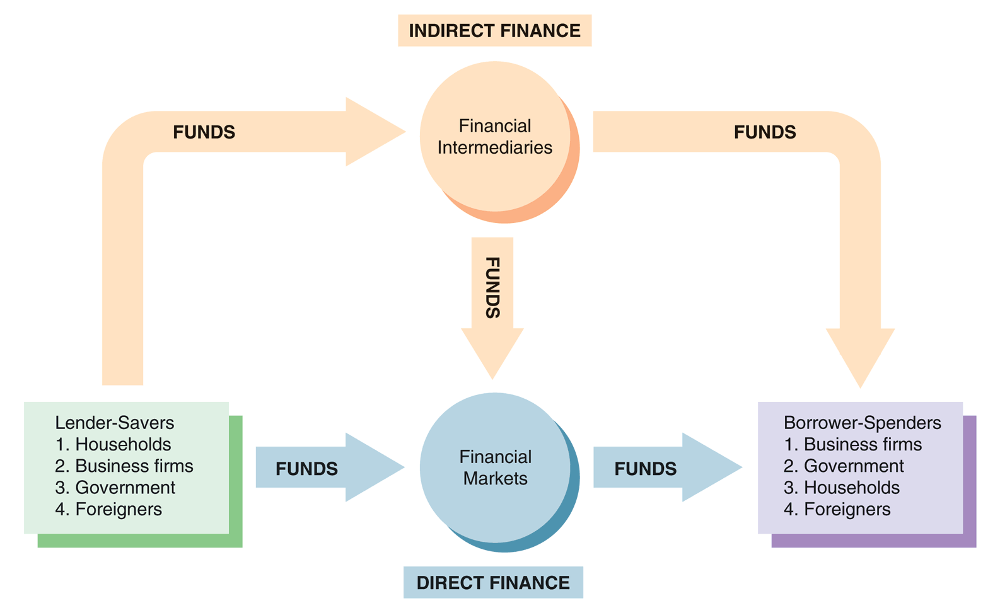 INDIRECT FINANCE
FUNDS
Financial
Intermediaries
FUNDS
FUNDS
Lender-Savers
1. Households
2. Business firms
3. Government
4. Foreigners
FUNDS
Financial
Markets
FUNDS
Borrower-Spenders
1. Business firms
2. Government
3. Households
4. Foreigners
DIRECT FINANCE